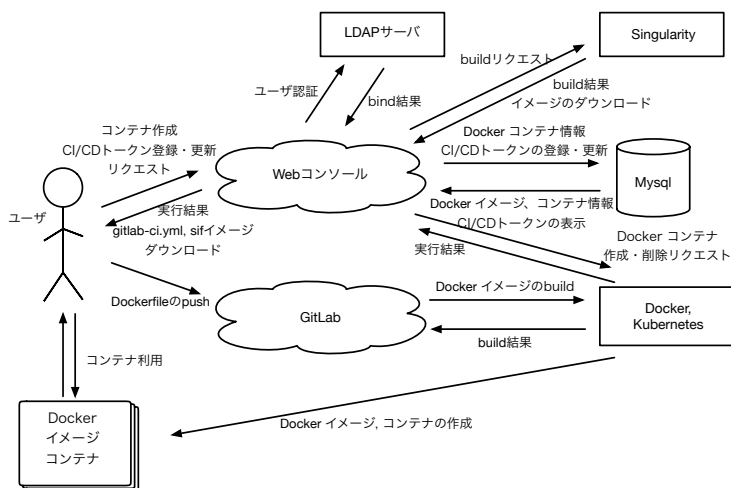 LDAPサーバ
Singularity
buildリクエスト
build結果
イメージのダウンロード
ユーザ認証
bind結果
コンテナ作成
CI/CDトークン登録・更新
リクエスト
Docker コンテナ情報
CI/CDトークンの登録・更新
Webコンソール
Mysql
ユーザ
実行結果
gitlab-ci.yml, sifイメージ
ダウンロード
Docker イメージ、コンテナ情報
CI/CDトークンの表示
実行結果
Docker コンテナ
作成・削除リクエスト
Dockerfileのpush
GitLab
Docker イメージのbuild
build結果
Docker,
Kubernetes
コンテナ利用
Docker
イメージ
コンテナ
Docker イメージ, コンテナの作成